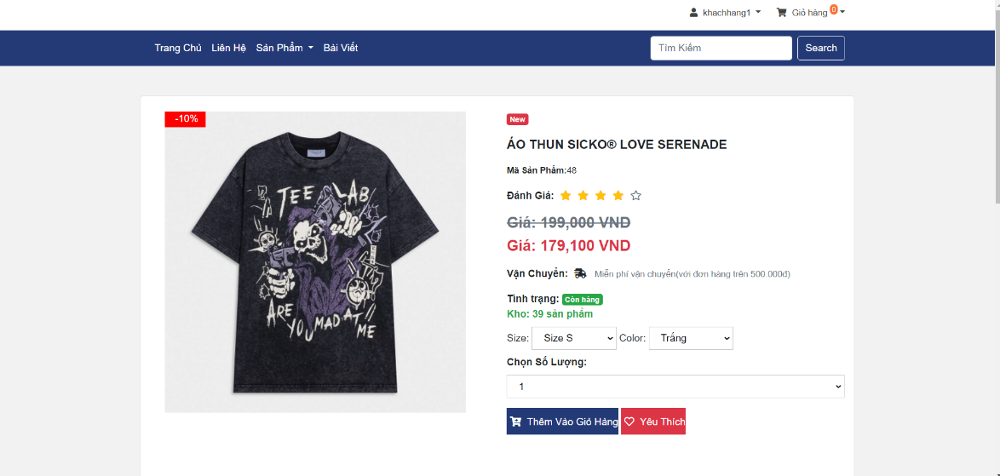 khachhang1 Giỏ hàng 0
Trang Chủ Liên Hệ Sản Phẩm Bài Viết Tìm Kiếm Search
-10%
TEE LAB
ARE YOU MAD AT ME
New
ÁO THUN SICKO® LOVE SERENADE
Mã Sản Phẩm:48
Đánh Giá:
Giá: 199,000 VND
Giá: 179,100 VND
Vận Chuyển: Miễn phí vận chuyển(với đơn hàng trên 500.000đ)
Tình trạng: Còn hàng
Kho: 39 sản phẩm
Size: Size S Color: Trắng
Chọn Số Lượng:
1
Thêm Vào Giỏ Hàng Yêu Thích